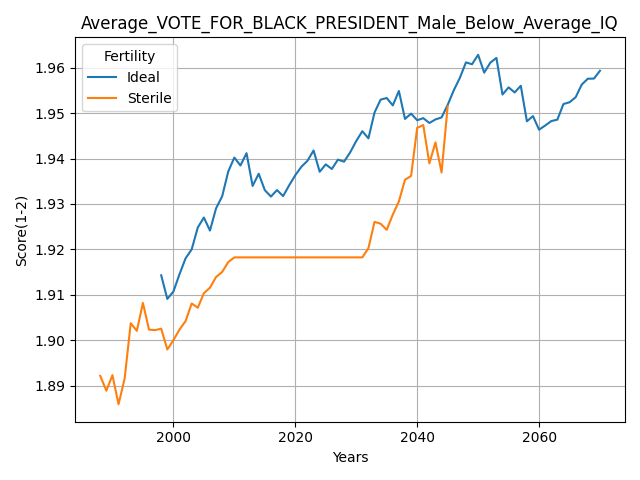 Average_VOTE_FOR_BLACK_PRESIDENT_Male_Below_Average_IQ
Fertility
Ideal
Sterile
Score(1-2)
1.96
1.95
1.94
1.93
1.92
1.91
1.90
1.89
2000
2020
2040
2060
Years